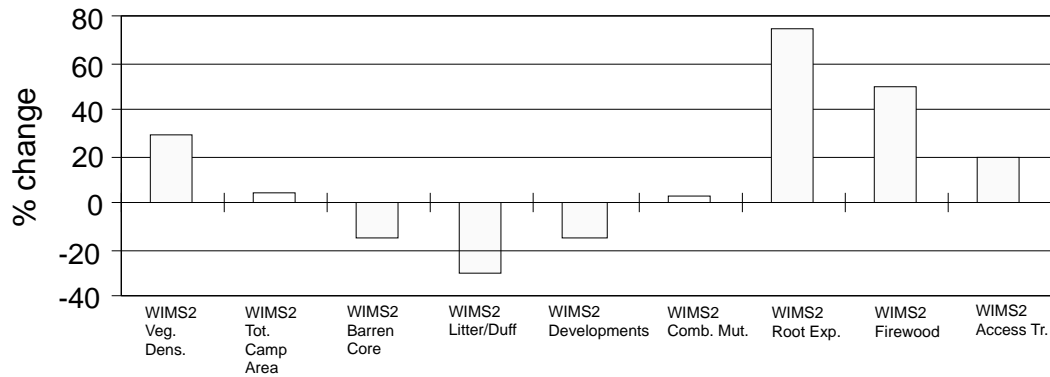 80
60
40
20
0
-20
-40
% change
WIMS2
Veg.
Dens.
WIMS2
Tot.
Camp
Area
WIMS2
Barren
Core
WIMS2
Litter/Duff
WIMS2
Developments
WIMS2
Comb. Mut.
WIMS2
Root Exp.
WIMS2
Firewood
WIMS2
Access Tr.